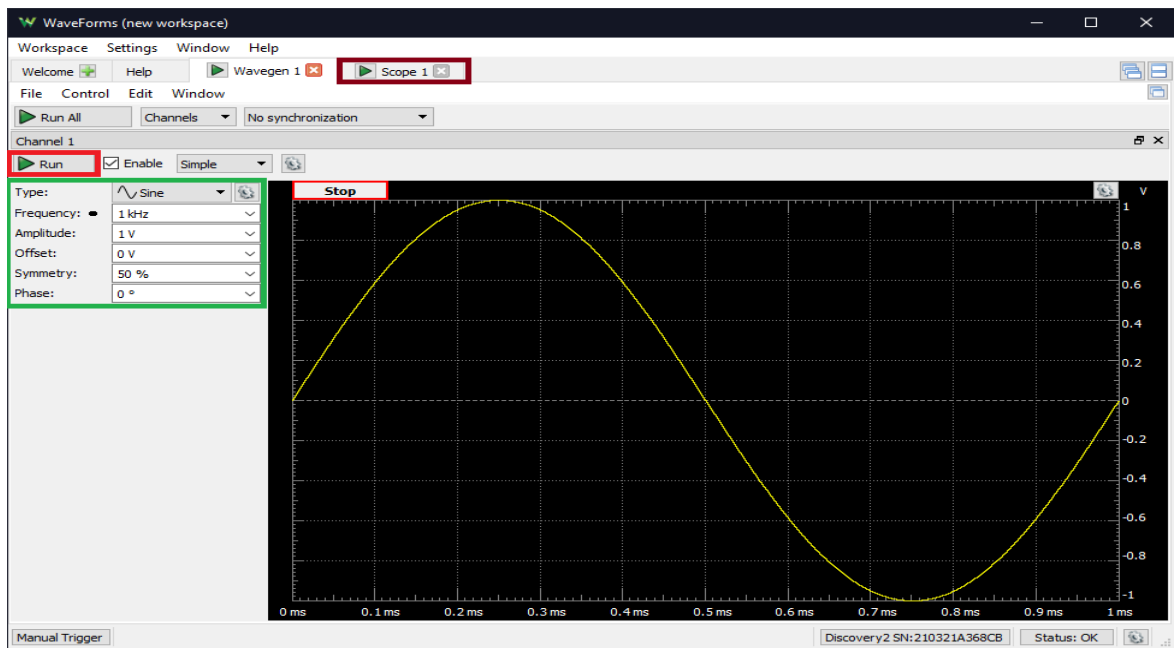 WaveForms (new workspace)
Workspace Settings Window Help
Welcome Help Wavegen 1 Scope 1
File Control Edit Window
Run All Channels No synchronization
Channel 1
Run Enable Simple
Type: Sine
Frequency: 1 kHz
Amplitude: 1 V
Offset: 0 V
Symmetry: 50 %
Phase: 0 °
Stop V
1
0.8
0.6
0.4
0.2
0
-0.2
-0.4
-0.6
-0.8
-1
0 ms 0.1 ms 0.2 ms 0.3 ms 0.4 ms 0.5 ms 0.6 ms 0.7 ms 0.8 ms 0.9 ms 1 ms
Manual Trigger Discovery2 SN:210321A368CB Status: OK